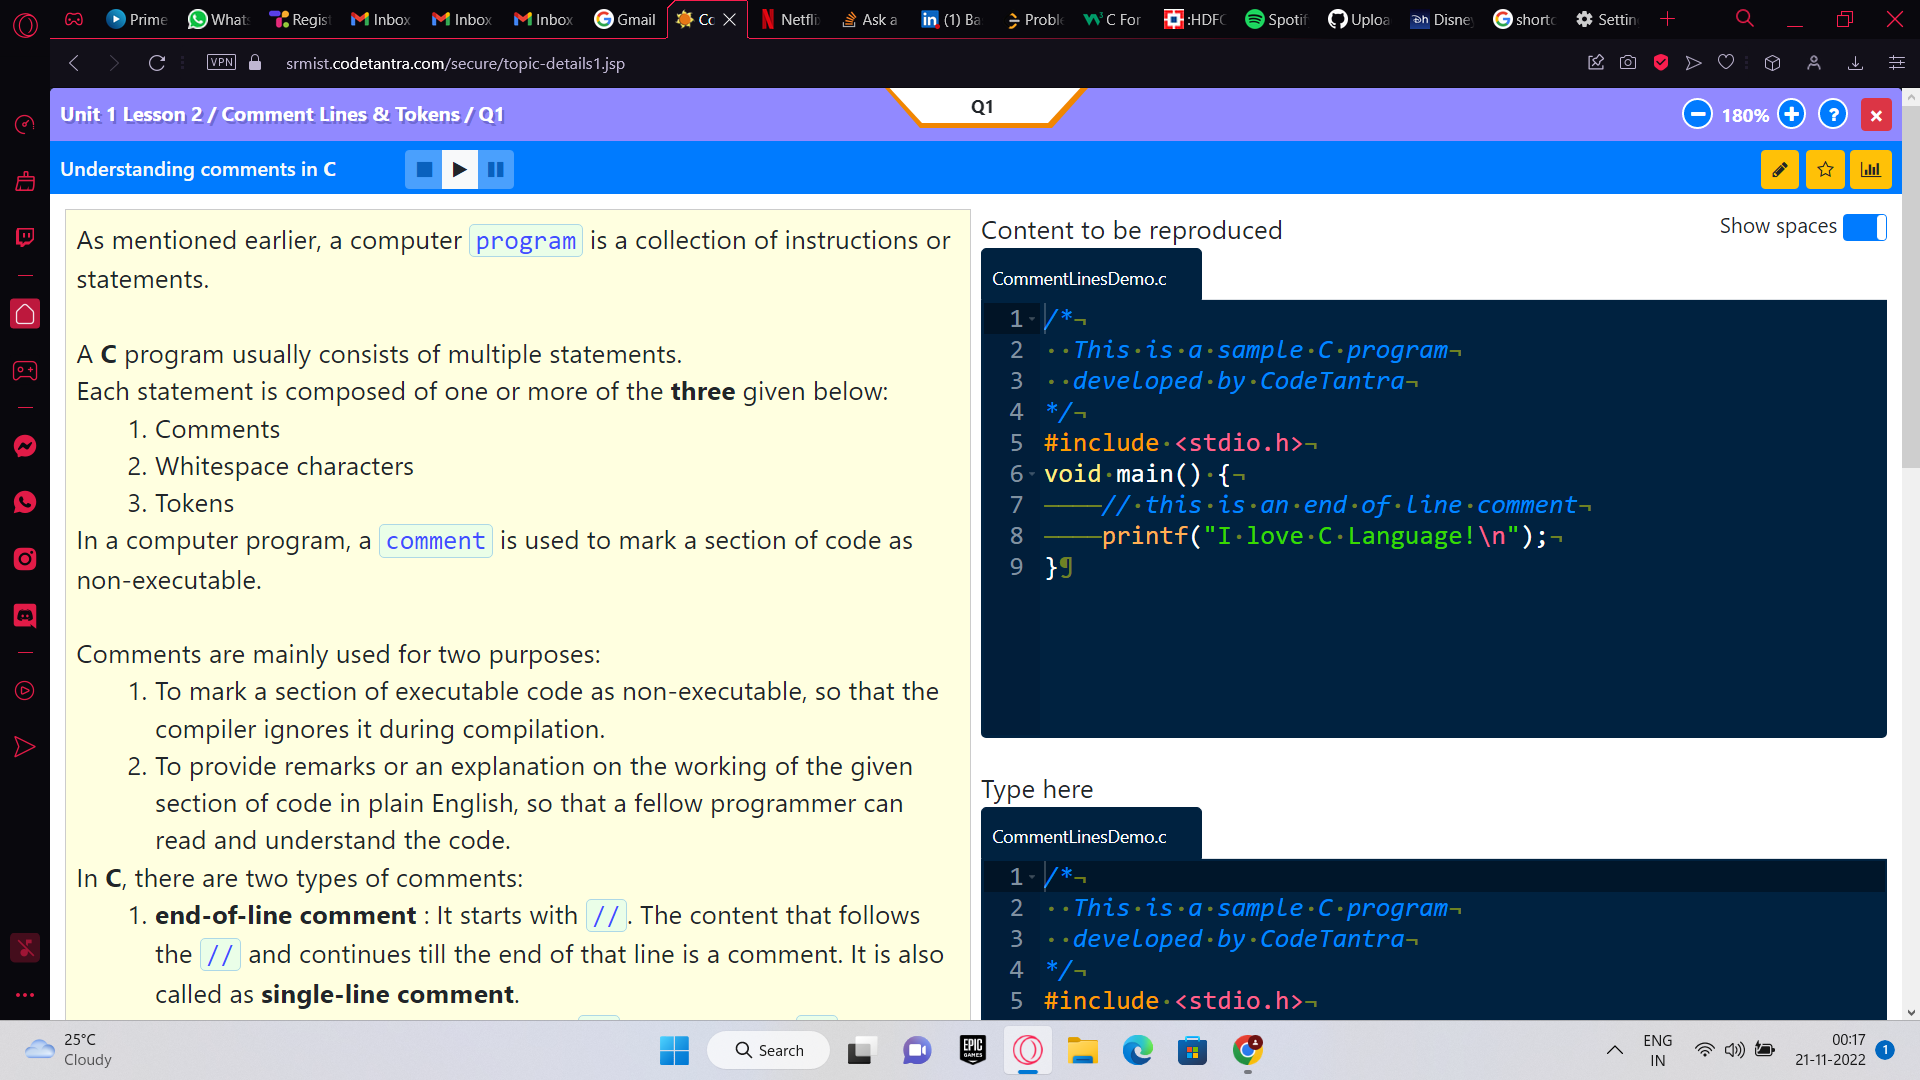 Prime
Whats
Regist
Inbox
Inbox
Inbox
Gmail
Co
Netfli
Ask a
(1) Ba
Proble
C For
:HDFC
Spotif
Uploa
Disney
shortc
Settin
VPN
srmist.codetantra.com/secure/topic-details1.jsp
Unit 1 Lesson 2 / Comment Lines & Tokens / Q1
Q1
180%
?
Understanding comments in C
As mentioned earlier, a computer program is a collection of instructions or
statements.
A C program usually consists of multiple statements.
Each statement is composed of one or more of the three given below:
1. Comments
2. Whitespace characters
3. Tokens
In a computer program, a comment is used to mark a section of code as
non-executable.
Comments are mainly used for two purposes:
1. To mark a section of executable code as non-executable, so that the
compiler ignores it during compilation.
2. To provide remarks or an explanation on the working of the given
section of code in plain English, so that a fellow programmer can
read and understand the code.
In C, there are two types of comments:
1. end-of-line comment : It starts with //. The content that follows
the // and continues till the end of that line is a comment. It is also
called as single-line comment.
Content to be reproduced
Show spaces
CommentLinesDemo.c
1 /*¬
2 ··This·is·a·sample·C·program¬
3 ··developed·by·CodeTantra¬
4 */¬
5 #include·<stdio.h>¬
6 void·main()·{¬
7 ————//·this·is·an·end·of·line·comment¬
8 ————printf("I·love·C·Language!\n");¬
9 }¶
Type here
CommentLinesDemo.c
1 /*¬
2 ··This·is·a·sample·C·program¬
3 ··developed·by·CodeTantra¬
4 */¬
5 #include·<stdio.h>¬
25°C
Cloudy
Search
EPIC
GAMES
ENG
IN
00:17
21-11-2022
1